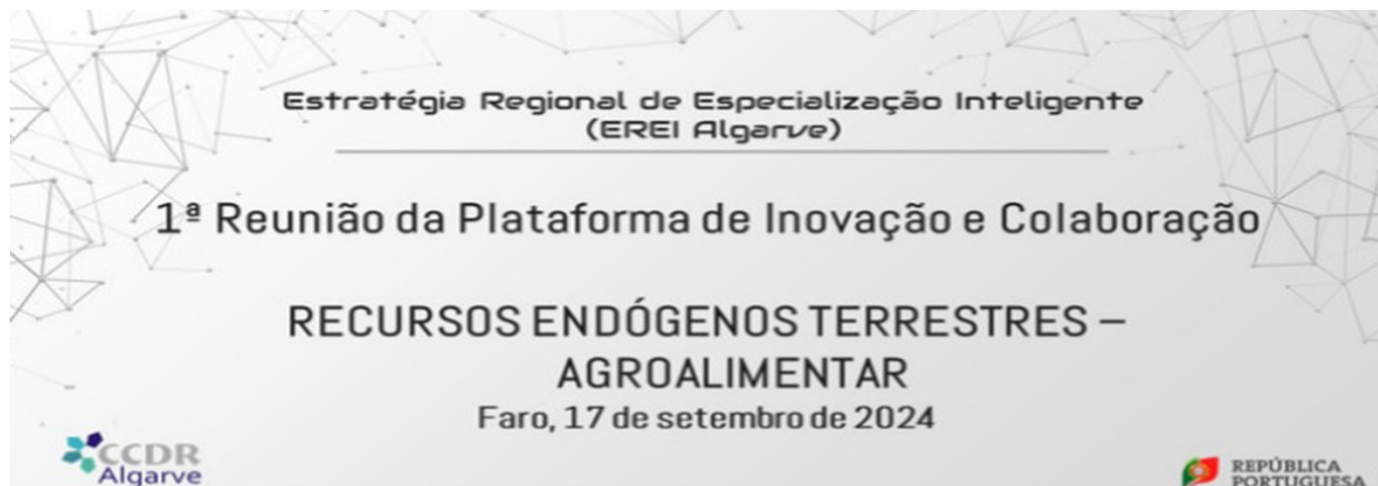 Estratégia Regional de Especialização Inteligente
(EREI Algarve)
1ª Reunião da Plataforma de Inovação e Colaboração
RECURSOS ENDÓGENOS TERRESTRES –
AGROALIMENTAR
Faro, 17 de setembro de 2024
CCDR
Algarve
REPÚBLICA
PORTUGUESA